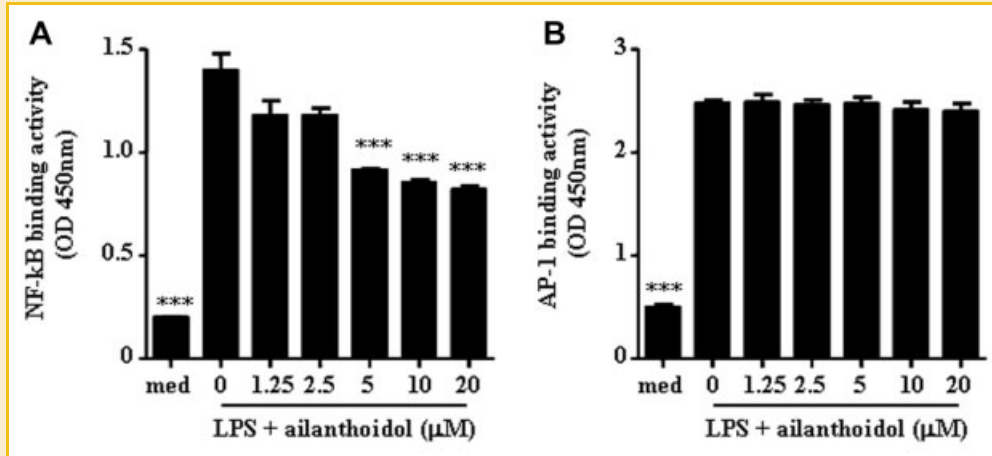 A
NF-kB binding activity
(OD 450nm)
1.5
1.0
0.5
0
***
***
***
***
med
0
1.25
2.5
5
10
20
LPS + ailanthoidol (μM)
B
AP-1 binding activity
(OD 450nm)
3
2
1
0
***
med
0
1.25
2.5
5
10
20
LPS + ailanthoidol (μM)